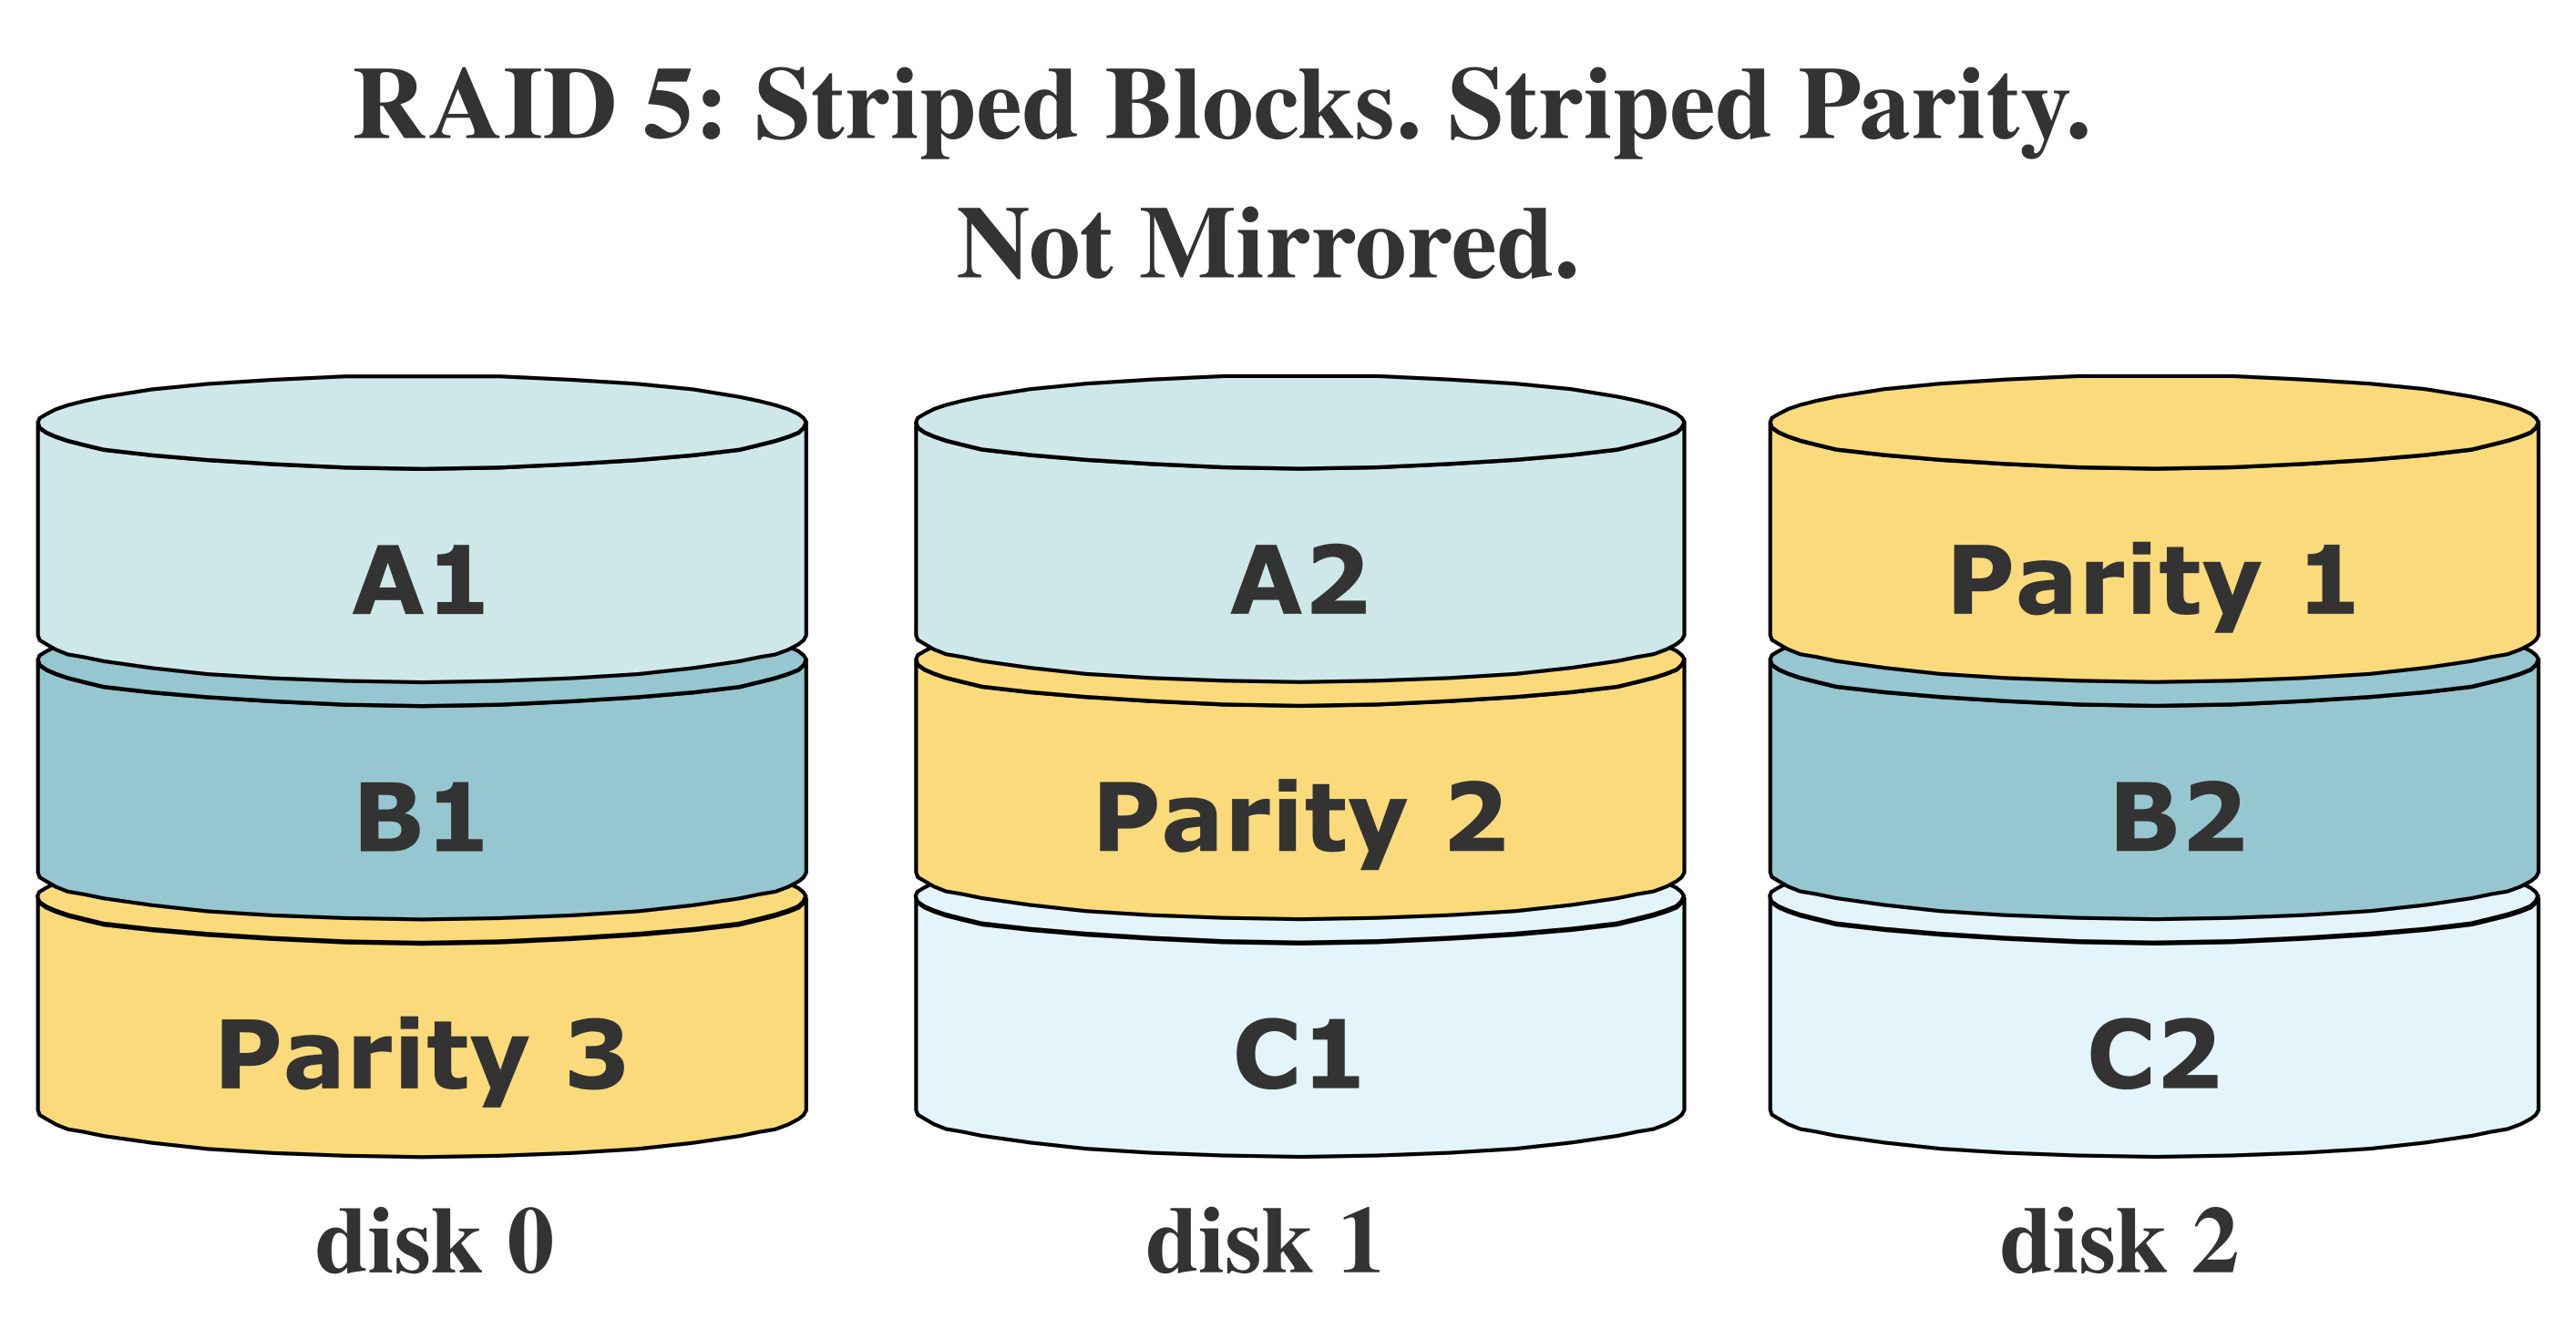 RAID 5: Striped Blocks. Striped Parity.
Not Mirrored.
A1
A2
Parity 1
B1
Parity 2
B2
Parity 3
C1
C2
disk 0
disk 1
disk 2